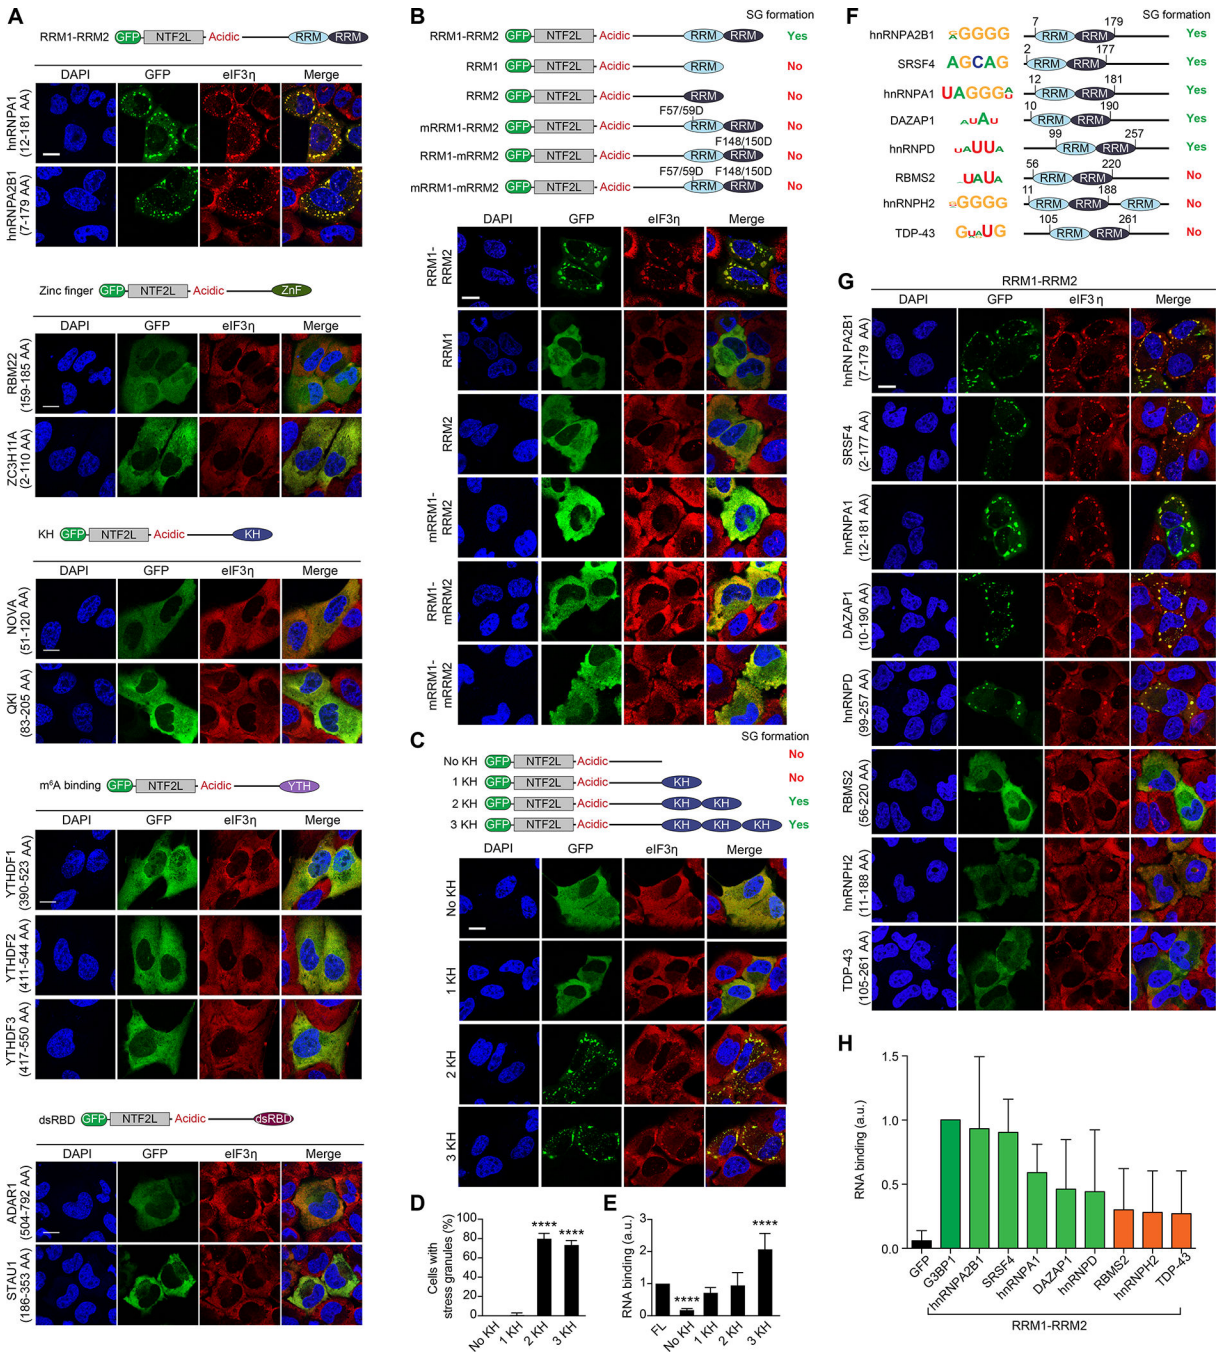 A
RRM1-RRM2 GFP NTF2L Acidic RRM RRM
DAPI GFP eIF3η Merge
hnRNPA1
(12-181 AA)
hnRNPA2B1
(7-179 AA)
Zinc finger GFP NTF2L Acidic ZnF
DAPI GFP eIF3η Merge
RBM22
(159-185 AA)
ZC3H11A
(2-110 AA)
KH GFP NTF2L Acidic KH
DAPI GFP eIF3η Merge
NOVA
(51-120 AA)
QKI
(83-205 AA)
m⁶A binding GFP NTF2L Acidic YTH
DAPI GFP eIF3η Merge
YTHDF1
(390-523 AA)
YTHDF2
(411-544 AA)
YTHDF3
(417-550 AA)
dsRBD GFP NTF2L Acidic dsRBD
DAPI GFP eIF3η Merge
ADAR1
(504-792 AA)
STAU1
(186-353 AA)
B
SG formation
RRM1-RRM2 GFP NTF2L Acidic RRM RRM Yes
RRM1 GFP NTF2L Acidic RRM No
RRM2 GFP NTF2L Acidic RRM No
F57/59D
mRRM1-RRM2 GFP NTF2L Acidic RRM RRM No
F148/150D
RRM1-mRRM2 GFP NTF2L Acidic RRM RRM No
F57/59D F148/150D
mRRM1-mRRM2 GFP NTF2L Acidic RRM RRM No
DAPI GFP eIF3η Merge
RRM1-
RRM2
RRM1
RRM2
mRRM1-
RRM2
RRM1-
mRRM2
mRRM1-
mRRM2
C
SG formation
No KH GFP NTF2L Acidic No
1 KH GFP NTF2L Acidic KH No
2 KH GFP NTF2L Acidic KH KH Yes
3 KH GFP NTF2L Acidic KH KH KH Yes
DAPI GFP eIF3η Merge
No KH
1 KH
2 KH
3 KH
D
Cells with
stress granules (%)
100
80
60
40
20
0
**** ****
No KH 1 KH 2 KH 3 KH
E
RNA binding (a.u.)
3
2
1
0
**** ****
FL No KH 1 KH 2 KH 3 KH
F
SG formation
7 179
hnRNPA2B1 GGGG RRM RRM Yes
2 177
SRSF4 AGCAG RRM RRM Yes
12 181
hnRNPA1 UAGGG RRM RRM Yes
10 190
DAZAP1 AUAU RRM RRM Yes
99 257
hnRNPD UAUUA RRM RRM Yes
56 220
RBMS2 UAUA RRM RRM No
11 188
hnRNPH2 GGGG RRM RRM RRM No
105 261
TDP-43 GUAUG RRM RRM No
G
RRM1-RRM2
DAPI GFP eIF3η Merge
hnRN PA2B1
(7-179 AA)
SRSF4
(2-177 AA)
hnRNPA1
(12-181 AA)
DAZAP1
(10-190 AA)
hnRNPD
(99-257 AA)
RBMS2
(56-220 AA)
hnRNPH2
(11-188 AA)
TDP-43
(105-261 AA)
H
RNA binding (a.u.)
1.5
1.0
0.5
0.0
GFP G3BP1 hnRNPA2B1 SRSF4 hnRNPA1 DAZAP1 hnRNPD RBMS2 hnRNPH2 TDP-43
RRM1-RRM2